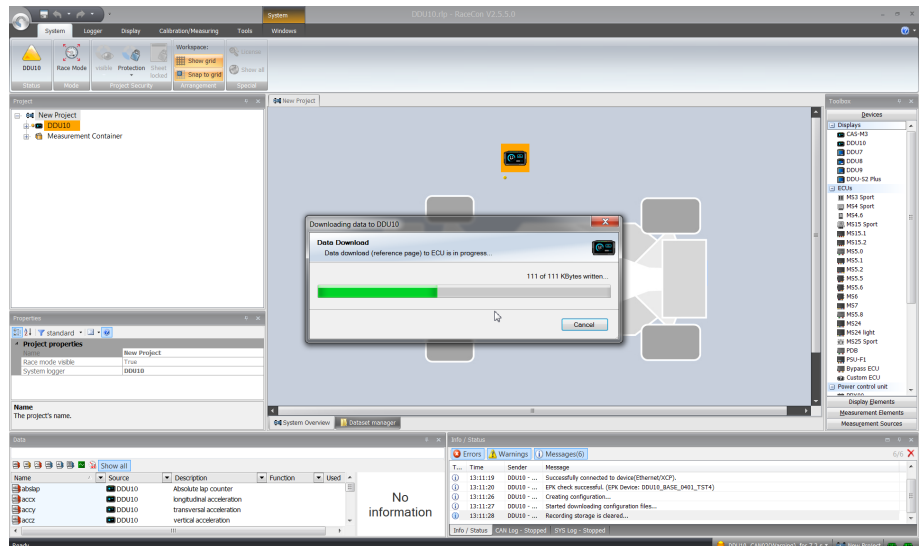 System
DDU10.rlp - RaceCon V2.5.5.0
System
Logger
Display
Calibration/Measuring
Tools
Windows
DDU10
Race Mode
visible
Protection
Sheet
locked
Workspace:
Show grid
Snap to grid
License
Show all
Status
Mode
Project Security
Arrangement
Special
Project
New Project
DDU10
Measurement Container
New Project
Downloading data to DDU10
Data Download
Data download (reference page) to ECU is in progress...
111 of 111 KBytes written...
Cancel
Toolbox
Devices
Displays
CAS-M3
DDU10
DDU7
DDU8
DDU9
DDU-S2 Plus
ECUs
MS3 Sport
MS4 Sport
MS4.6
MS15 Sport
MS15.1
MS15.2
MS5.0
MS5.1
MS5.2
MS5.5
MS5.6
MS6
MS7
MS5.8
MS24
MS24 light
MS25 Sport
PDB
PSU-F1
Bypass ECU
Custom ECU
Power control unit
Display Elements
Measurement Elements
Measurement Sources
Properties
standard
Project properties
Name
New Project
Race mode visible
True
System logger
DDU10
Name
The project's name.
System Overview
Dataset manager
Data
Show all
Name
Source
Description
Function
Used
abslap
DDU10
Absolute lap counter
accx
DDU10
longitudinal acceleration
accy
DDU10
transversal acceleration
accz
DDU10
vertical acceleration
No
information
Info / Status
Errors
Warnings
Messages(6)
6/6
T...
Time
Sender
Message
13:11:19
DDU10 - ...
Successfully connected to device(Ethernet/XCP).
13:11:20
DDU10 - ...
EPK check successful. (EPK Device: DDU10_BASE_0401_TST4)
13:11:26
DDU10 - ...
Creating configuration...
13:11:27
DDU10 - ...
Started downloading configuration files...
13:11:28
DDU10 - ...
Recording storage is cleared...
Info / Status
CAN Log - Stopped
SYS Log - Stopped
Ready
New Project